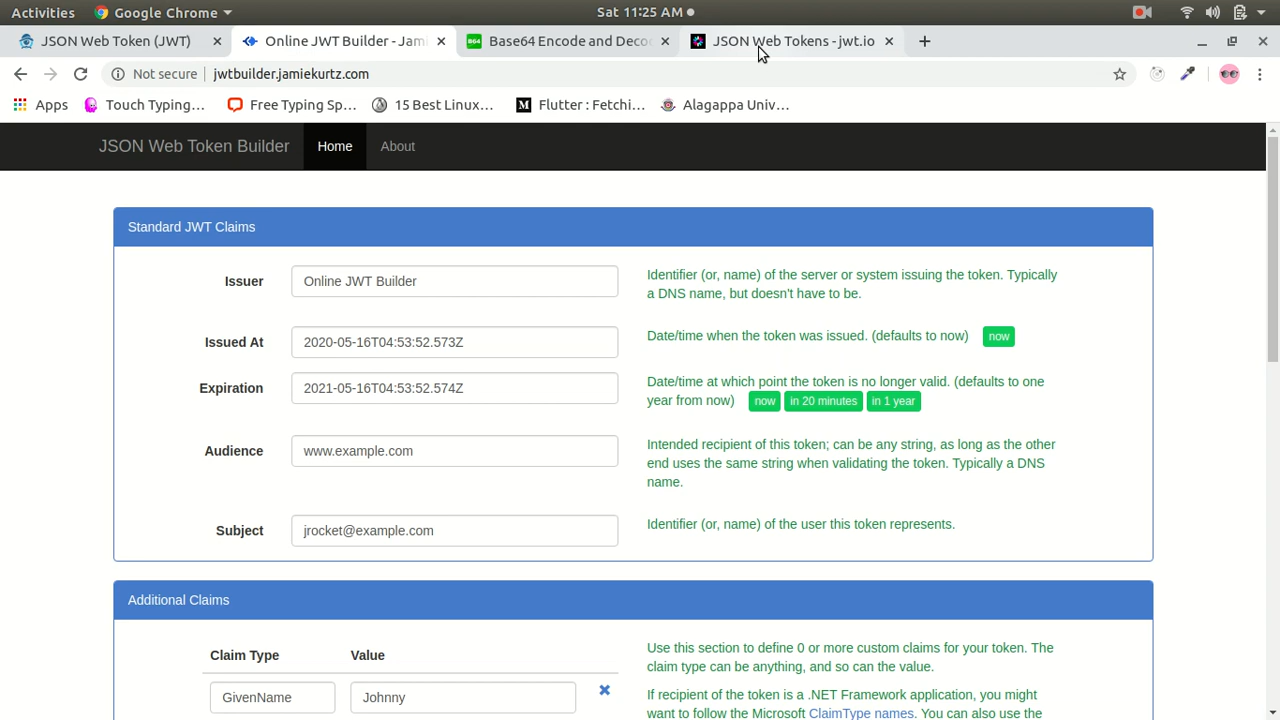 Activities
Google Chrome
Sat 11:25 AM
JSON Web Token (JWT)
Online JWT Builder - Jami
BG4
Base64 Encode and Deco
JSON Web Tokens - jwt.io
Not secure
jwtbuilder.jamiekurtz.com
Apps
Touch Typing...
Free Typing Sp...
15 Best Linux...
M
Flutter : Fetchi...
Alagappa Univ...
JSON Web Token Builder
Home
About
Standard JWT Claims
Issuer
Online JWT Builder
Identifier (or, name) of the server or system issuing the token. Typically
a DNS name, but doesn't have to be.
Issued At
2020-05-16T04:53:52.573Z
Date/time when the token was issued. (defaults to now) now
Expiration
2021-05-16T04:53:52.574Z
Date/time at which point the token is no longer valid. (defaults to one
year from now) now in 20 minutes in 1 year
Audience
www.example.com
Intended recipient of this token; can be any string, as long as the other
end uses the same string when validating the token. Typically a DNS
name.
Subject
jrocket@example.com
Identifier (or, name) of the user this token represents.
Additional Claims
Claim Type
Value
GivenName
Johnny
Use this section to define 0 or more custom claims for your token. The
claim type can be anything, and so can the value.
If recipient of the token is a .NET Framework application, you might
want to follow the Microsoft ClaimType names. You can also use the